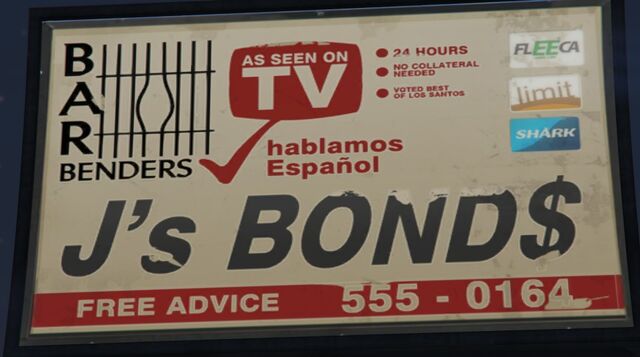 BAR
BENDERS
AS SEEN ON
TV
hablamos
Español
24 HOURS
NO COLLATERAL
NEEDED
VOTED BEST
OF LOS SANTOS
FLEECA
limit
SHARK
J's BOND$
FREE ADVICE
555 - 0164